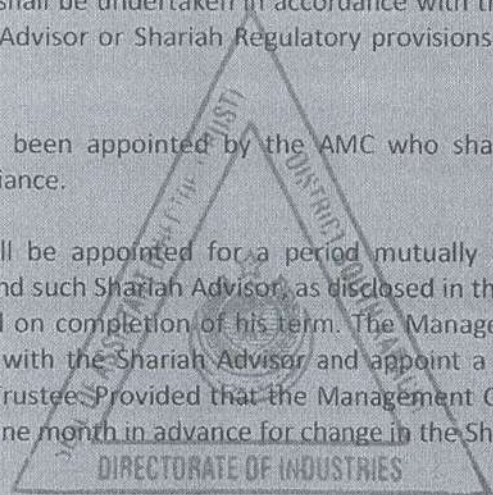 shall be undertaken in accordance with th
Advisor or Shariah Regulatory provisions
been appointed by the AMC who sha
iance.
ll be appointed for a period mutually
nd such Shariah Advisor, as disclosed in th
l on completion of his term. The Manage
with the Shariah Advisor and appoint a
Trustee. Provided that the Management C
ne month in advance for change in the Sh
DIRECTORATE OF INDUSTRIES